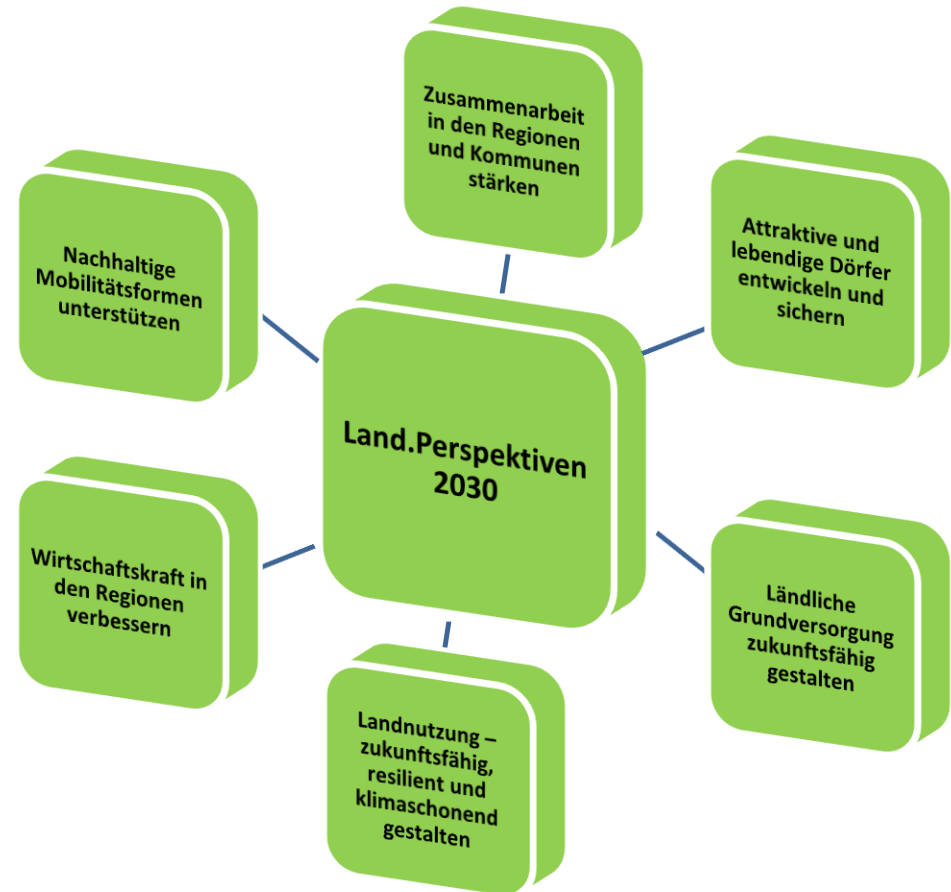 Zusammenarbeit
in den Regionen
und Kommunen
stärken
Attraktive und
lebendige Dörfer
entwickeln und
sichern
Nachhaltige
Mobilitätsformen
unterstützen
Land.Perspektiven
2030
Wirtschaftskraft in
den Regionen
verbessern
Ländliche
Grundversorgung
zukunftsfähig
gestalten
Landnutzung –
zukunftsfähig,
resilient und
klimaschonend
gestalten